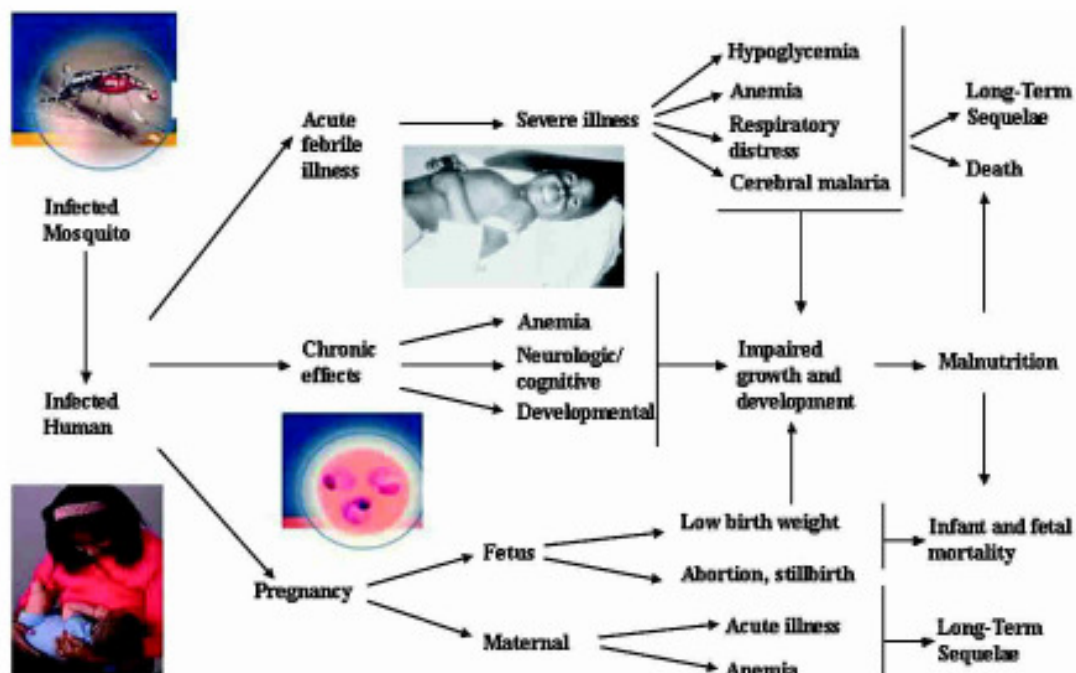 Infected
Mosquito
Infected
Human
Acute
febrile
illness
Severe illness
Hypoglycemia
Anemia
Respiratory
distress
Cerebral malaria
Long-Term
Sequelae
Death
Chronic
effects
Anemia
Neurologic/
cognitive
Developmental
Impaired
growth and
development
Malnutrition
Pregnancy
Fetus
Low birth weight
Abortion, stillbirth
Infant and fetal
mortality
Maternal
Acute illness
Anemia
Long-Term
Sequelae